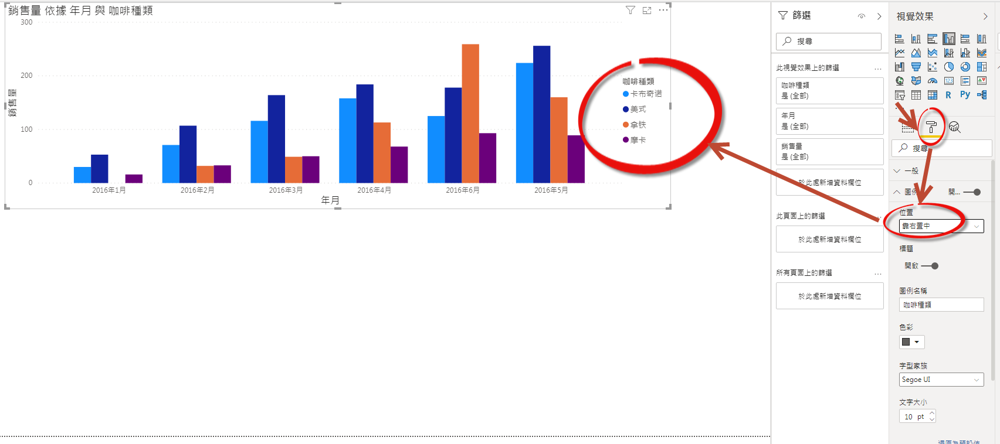 銷售量 依據 年月 與 咖啡種類
300
200
100
0
銷售量
2016年1月
2016年2月
2016年3月
2016年4月
2016年6月
2016年5月
年月
咖啡種類
卡布奇诺
美式
拿铁
摩卡
篩選
搜尋
此視覺效果上的篩選
咖啡種類
是 (全部)
年月
是 (全部)
銷售量
是 (全部)
於此處新增資料欄位
此頁面上的篩選
於此處新增資料欄位
所有頁面上的篩選
於此處新增資料欄位
視覺效果
123
R
Py
搜尋
一般
圖例
開...
位置
靠右置中
標題
開啟
圖例名稱
咖啡種類
色彩
字型家族
Segoe UI
文字大小
10 pt
還原為預設值